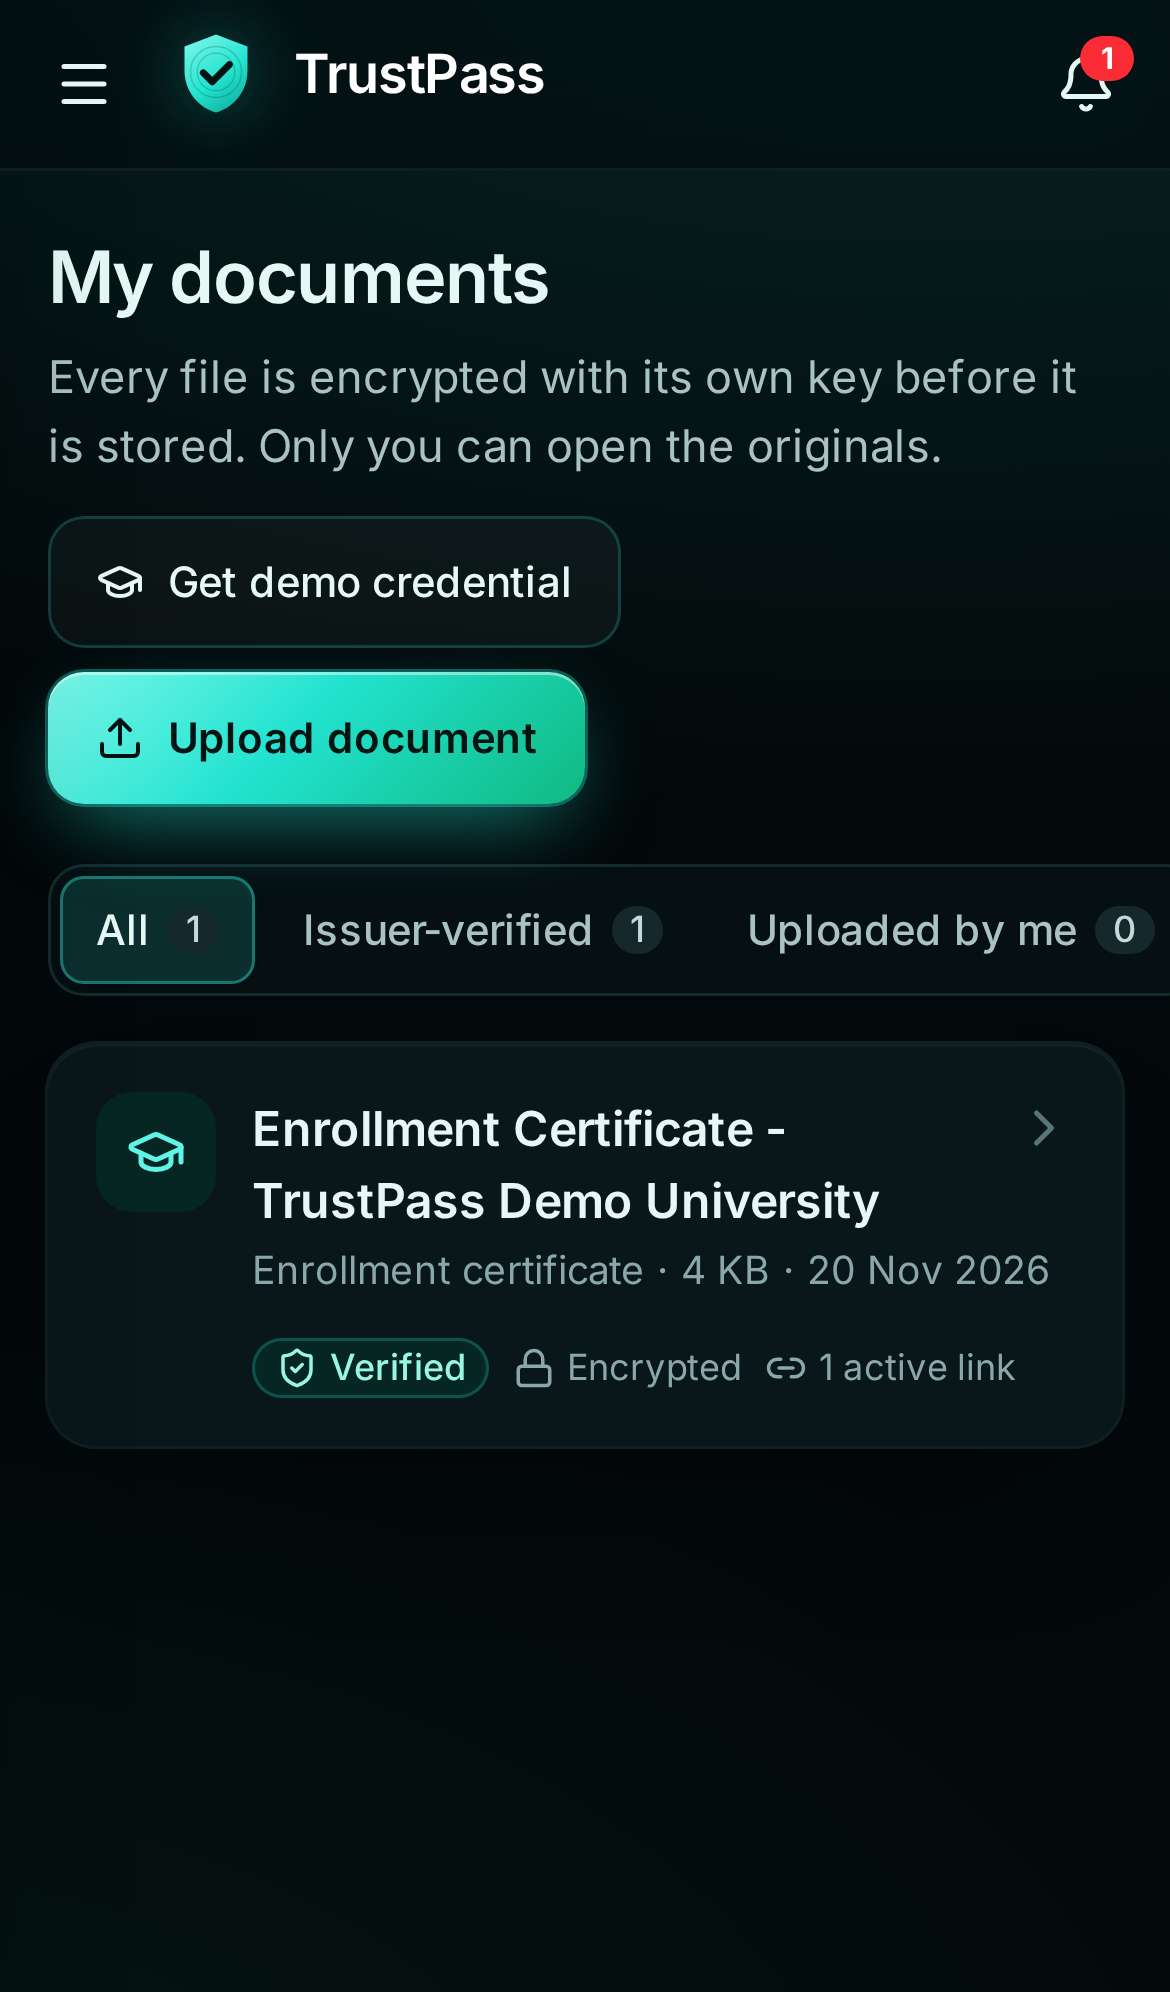 TrustPass
1
My documents
Every file is encrypted with its own key before it
is stored. Only you can open the originals.
Get demo credential
Upload document
All 1 Issuer-verified 1 Uploaded by me 0
Enrollment Certificate -
TrustPass Demo University
Enrollment certificate · 4 KB · 20 Nov 2026
Verified Encrypted 1 active link